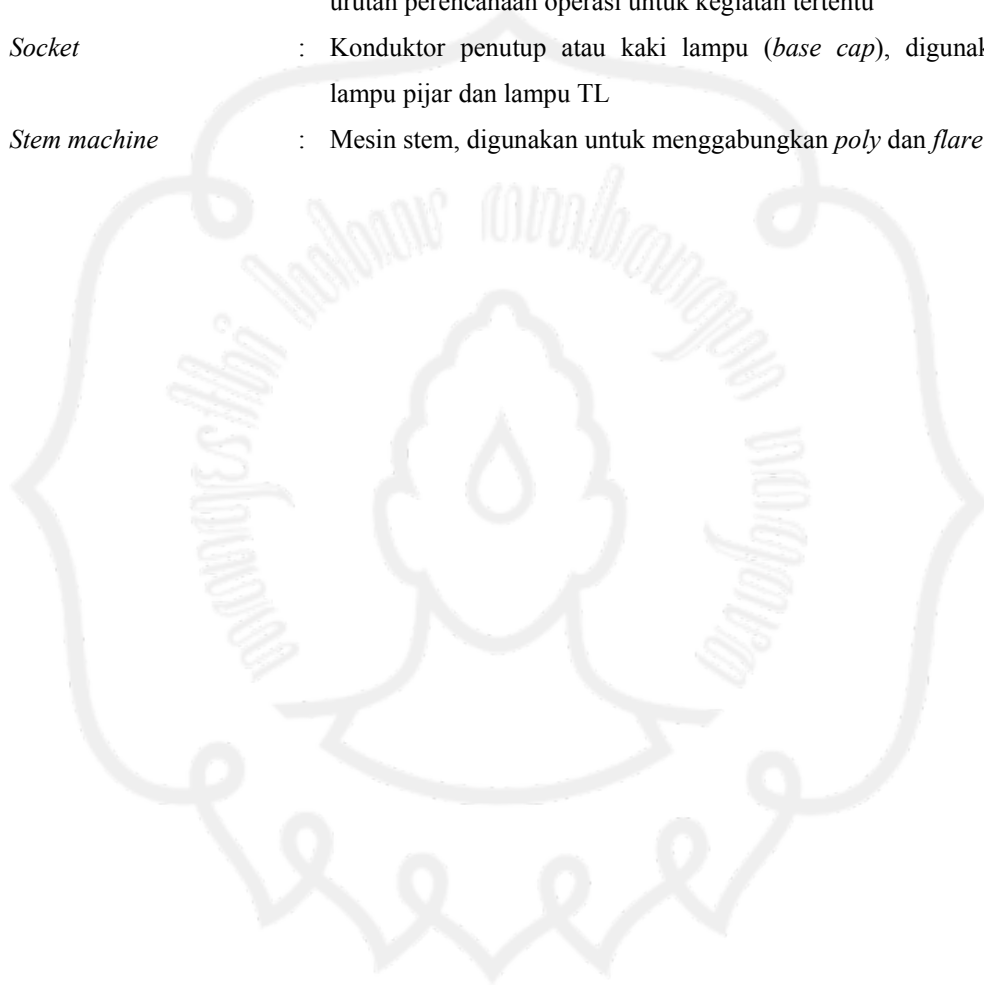 urutan perencanaan operasi untuk kegiatan tertentu
Socket : Konduktor penutup atau kaki lampu (base cap), digunak
lampu pijar dan lampu TL
Stem machine : Mesin stem, digunakan untuk menggabungkan poly dan flare